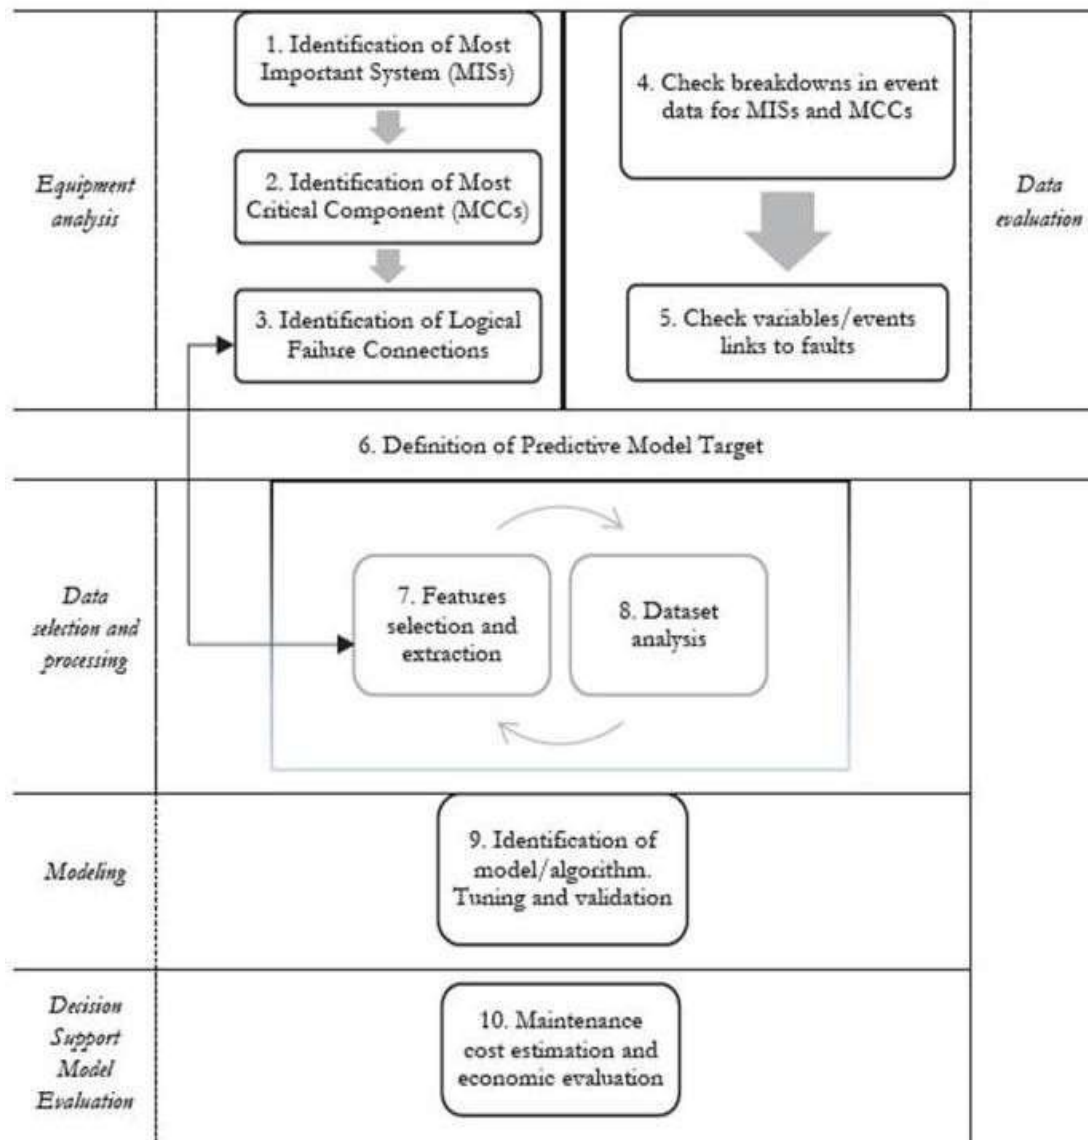 Equipment
analysis
1. Identification of Most
Important System (MISs)
2. Identification of Most
Critical Component (MCCs)
3. Identification of Logical
Failure Connections
4. Check breakdowns in event
data for MISs and MCCs
5. Check variables/events
links to faults
Data
evaluation
6. Definition of Predictive Model Target
Data
selection and
processing
7. Features
selection and
extraction
8. Dataset
analysis
Modeling
9. Identification of
model/algorithm.
Tuning and validation
Decision
Support
Model
Evaluation
10. Maintenance
cost estimation and
economic evaluation